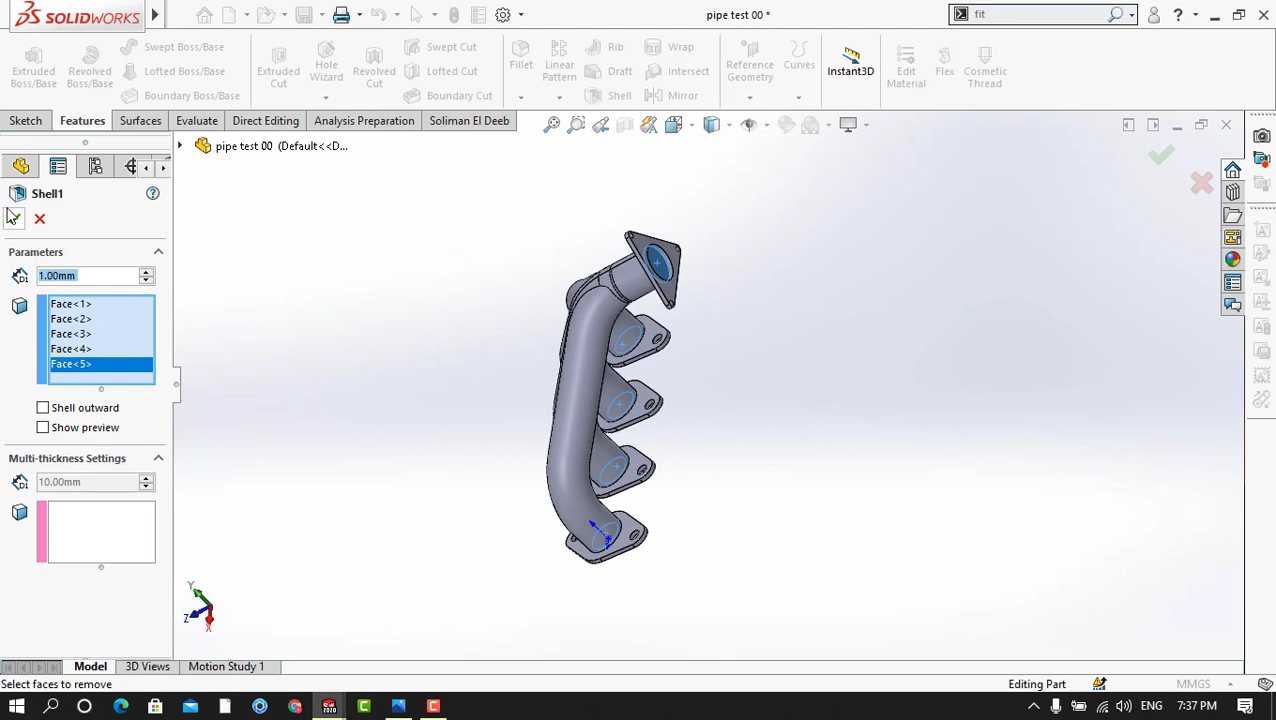 SOLIDWORKS
pipe test 00 *
fit
Extruded Boss/Base
Revolved Boss/Base
Swept Boss/Base
Lofted Boss/Base
Boundary Boss/Base
Extruded Cut
Hole Wizard
Revolved Cut
Swept Cut
Lofted Cut
Boundary Cut
Fillet
Linear Pattern
Rib
Draft
Shell
Wrap
Intersect
Mirror
Reference Geometry
Curves
Instant3D
Edit Material
Flex
Cosmetic Thread
Sketch
Features
Surfaces
Evaluate
Direct Editing
Analysis Preparation
Soliman El Deeb
pipe test 00 (Default<<D...
Shell1
Parameters
1.00mm
Face<1>
Face<2>
Face<3>
Face<4>
Face<5>
Shell outward
Show preview
Multi-thickness Settings
10.00mm
Y
Z
X
Model
3D Views
Motion Study 1
Select faces to remove
Editing Part
MMGS
ENG
7:37 PM